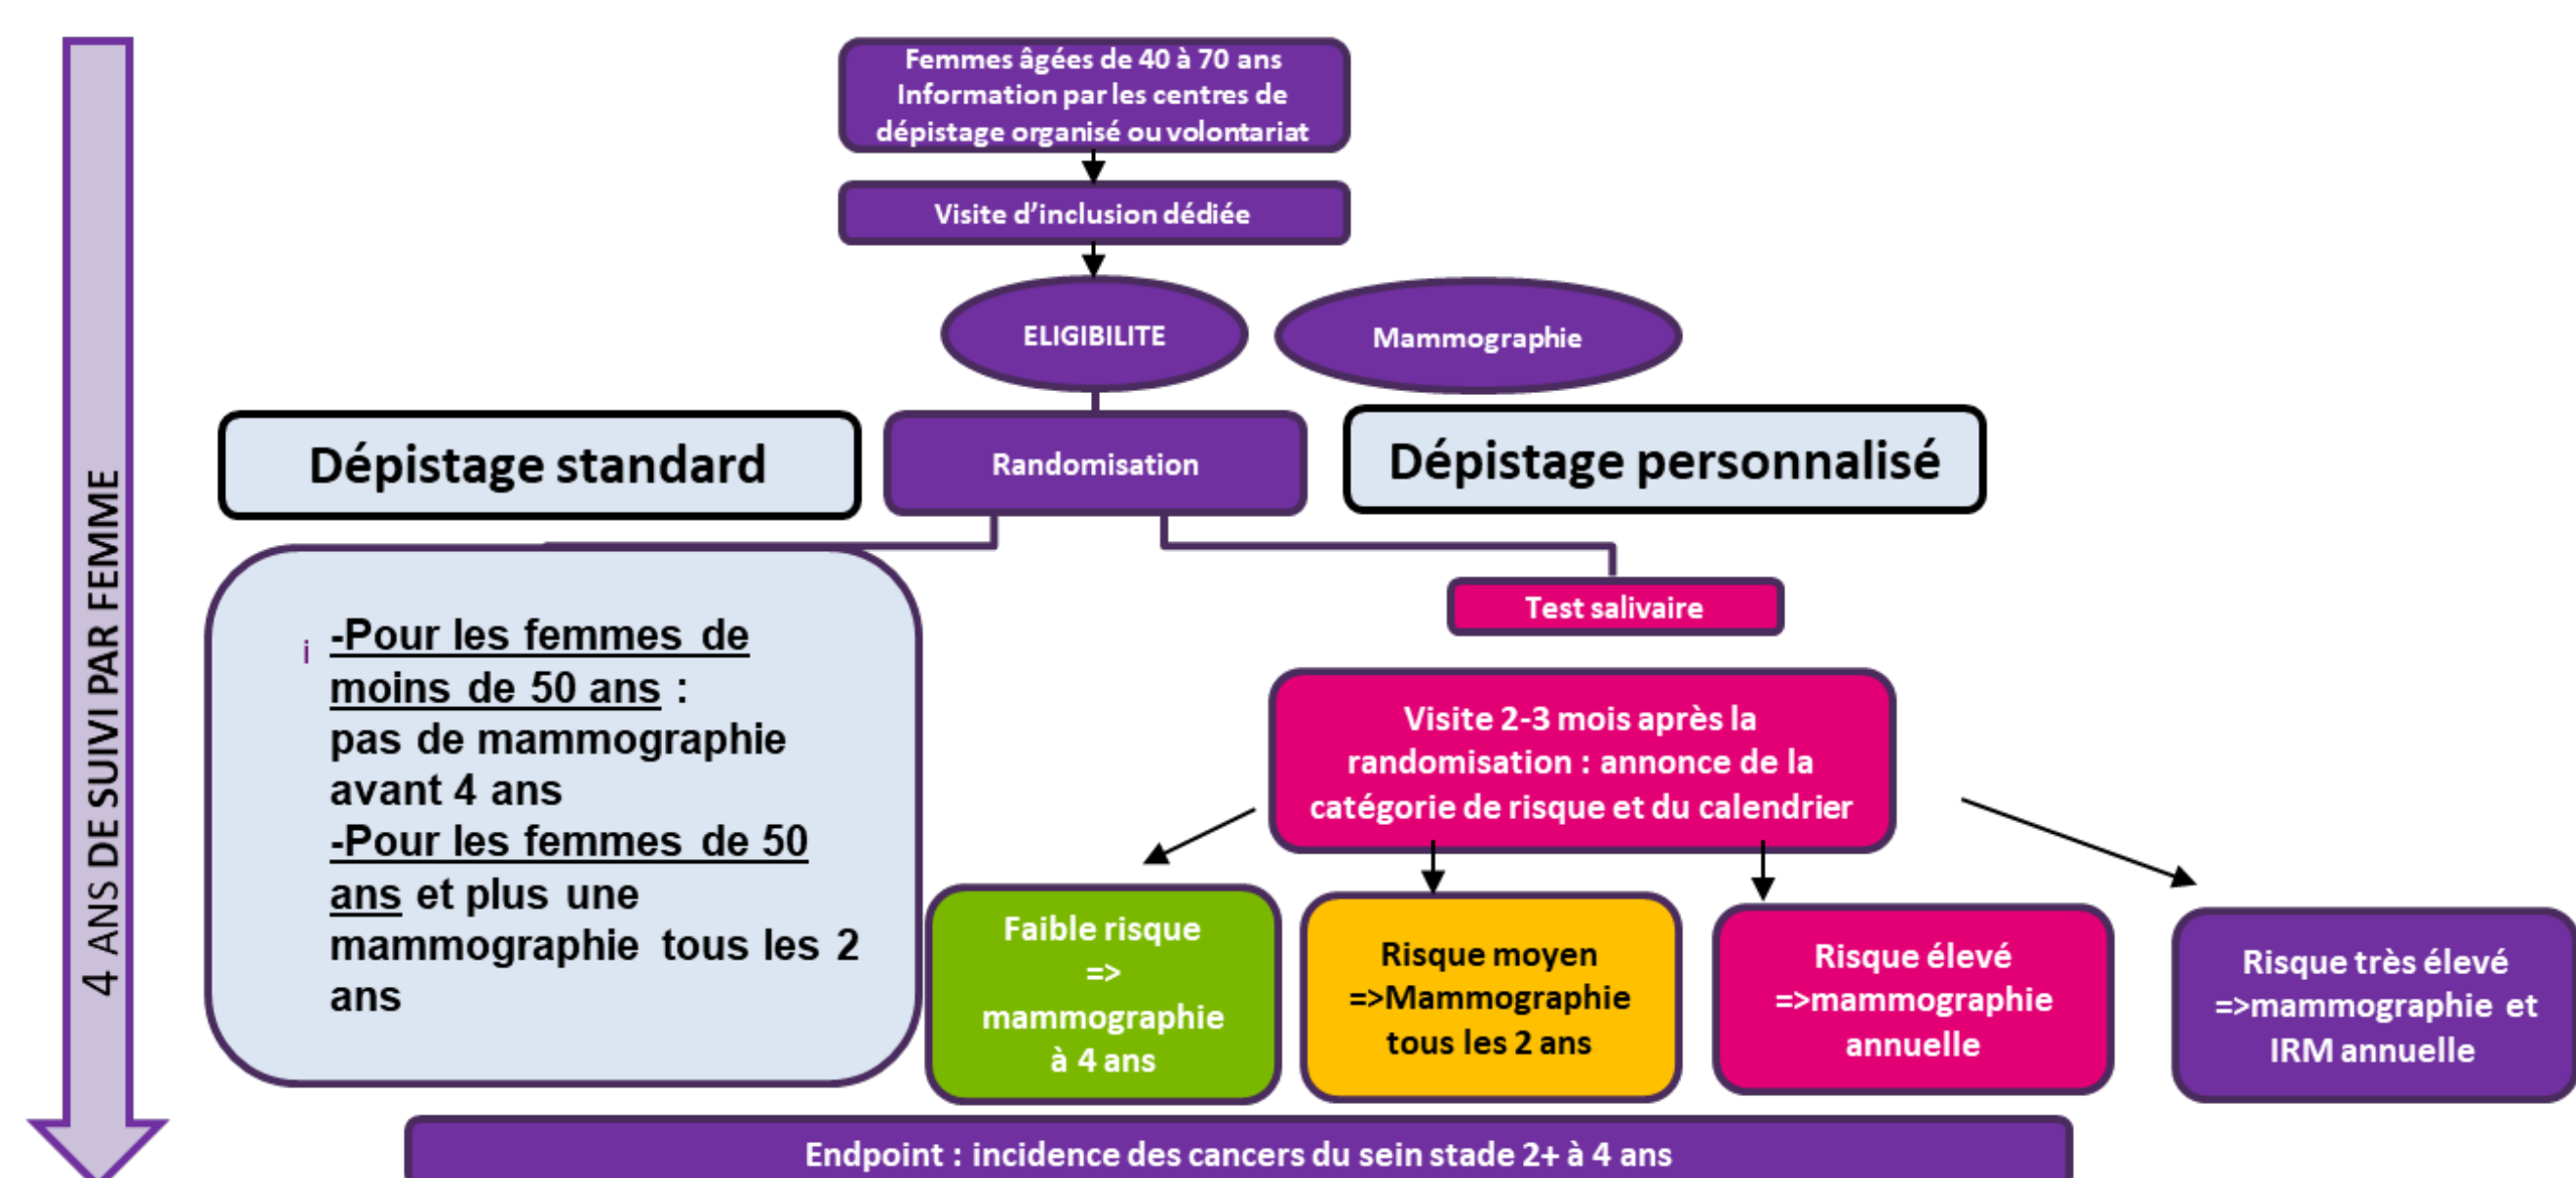 Femmes âgées de 40 à 70 ans
Information par les centres de
dépistage organisé ou volontariat
Visite d’inclusion dédiée
ELIGIBILITE
Mammographie
Dépistage standard
Randomisation
Dépistage personnalisé
4 ANS DE SUIVI PAR FEMME
i
-Pour les femmes de
moins de 50 ans :
pas de mammographie
avant 4 ans
-Pour les femmes de 50
ans et plus une
mammographie tous les 2
ans
Test salivaire
Visite 2-3 mois après la
randomisation : annonce de la
catégorie de risque et du calendrier
Faible risque
=>
mammographie
à 4 ans
Risque moyen
=>Mammographie
tous les 2 ans
Risque élevé
=>mammographie
annuelle
Risque très élevé
=>mammographie et
IRM annuelle
Endpoint : incidence des cancers du sein stade 2+ à 4 ans